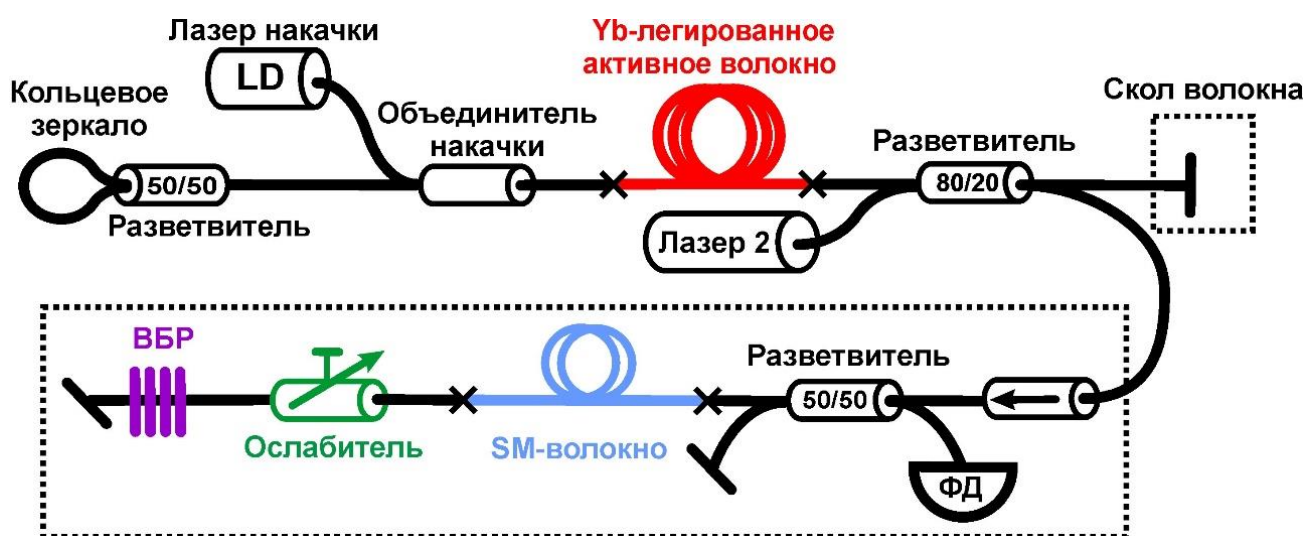 Лазер накачки
LD
Yb-легированное
активное волокно
Кольцевое
зеркало
Объединитель
накачки
Скол волокна
Разветвитель
50/50
80/20
Разветвитель
Лазер 2
ВБР
Разветвитель
50/50
Ослабитель
SM-волокно
ФД